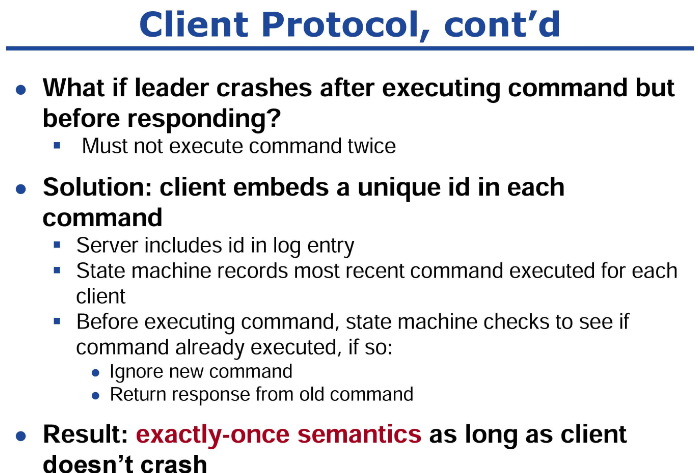 Client Protocol, cont'd
What if leader crashes after executing command but
before responding?
Must not execute command twice
Solution: client embeds a unique id in each
command
Server includes id in log entry
State machine records most recent command executed for each
client
Before executing command, state machine checks to see if
command already executed, if so:
Ignore new command
Return response from old command
Result: exactly-once semantics as long as client
doesn't crash